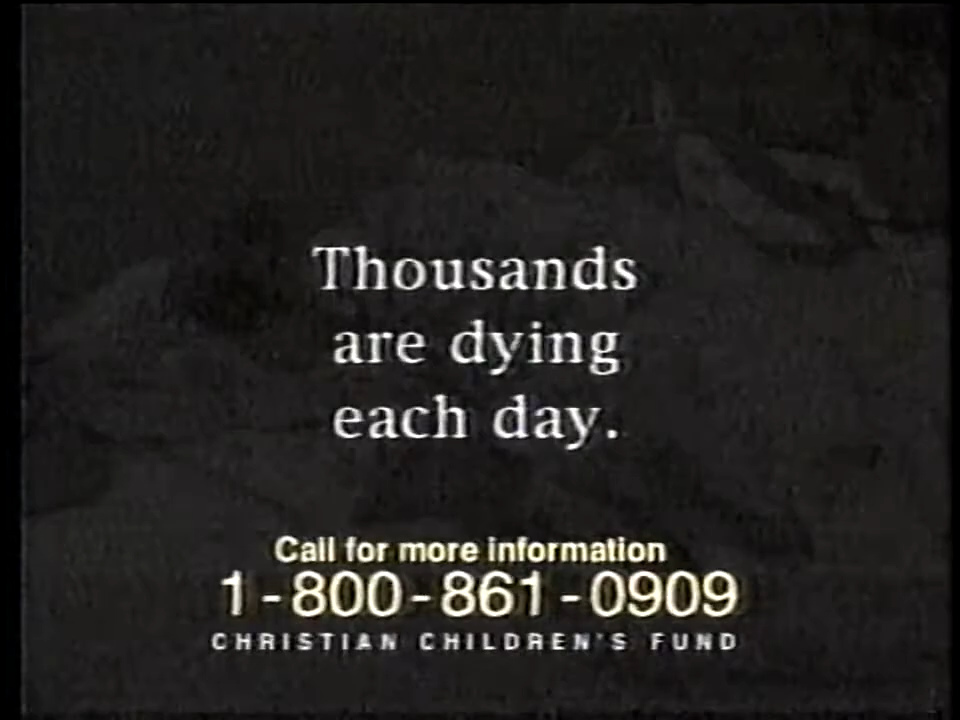 Thousands
are dying
each day.
Call for more information
1-800-861-0909
CHRISTIAN CHILDREN'S FUND